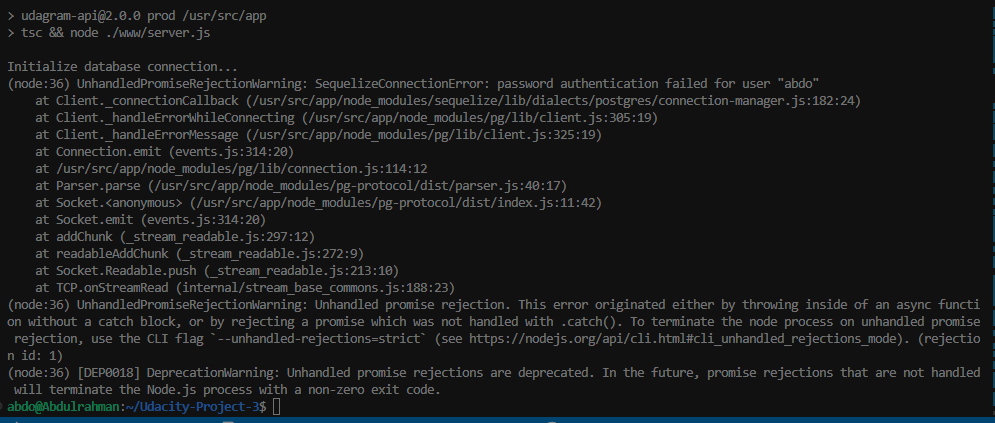 > udagram-api@2.0.0 prod /usr/src/app
> tsc && node ./www/server.js
Initialize database connection...
(node:36) UnhandledPromiseRejectionWarning: SequelizeConnectionError: password authentication failed for user "abdo"
at Client._connectionCallback (/usr/src/app/node_modules/sequelize/lib/dialects/postgres/connection-manager.js:182:24)
at Client._handleErrorWhileConnecting (/usr/src/app/node_modules/pg/lib/client.js:305:19)
at Client._handleErrorMessage (/usr/src/app/node_modules/pg/lib/client.js:325:19)
at Connection.emit (events.js:314:20)
at /usr/src/app/node_modules/pg/lib/connection.js:114:12
at Parser.parse (/usr/src/app/node_modules/pg-protocol/dist/parser.js:40:17)
at Socket.<anonymous> (/usr/src/app/node_modules/pg-protocol/dist/index.js:11:42)
at Socket.emit (events.js:314:20)
at addChunk (_stream_readable.js:297:12)
at readableAddChunk (_stream_readable.js:272:9)
at Socket.Readable.push (_stream_readable.js:213:10)
at TCP.onStreamRead (internal/stream_base_commons.js:188:23)
(node:36) UnhandledPromiseRejectionWarning: Unhandled promise rejection. This error originated either by throwing inside of an async functi
on without a catch block, or by rejecting a promise which was not handled with .catch(). To terminate the node process on unhandled promise
rejection, use the CLI flag `--unhandled-rejections=strict` (see https://nodejs.org/api/cli.html#cli_unhandled_rejections_mode). (rejectio
n id: 1)
(node:36) [DEP0018] DeprecationWarning: Unhandled promise rejections are deprecated. In the future, promise rejections that are not handled
will terminate the Node.js process with a non-zero exit code.
abdo@Abdulrahman:~/Udacity-Project-3$